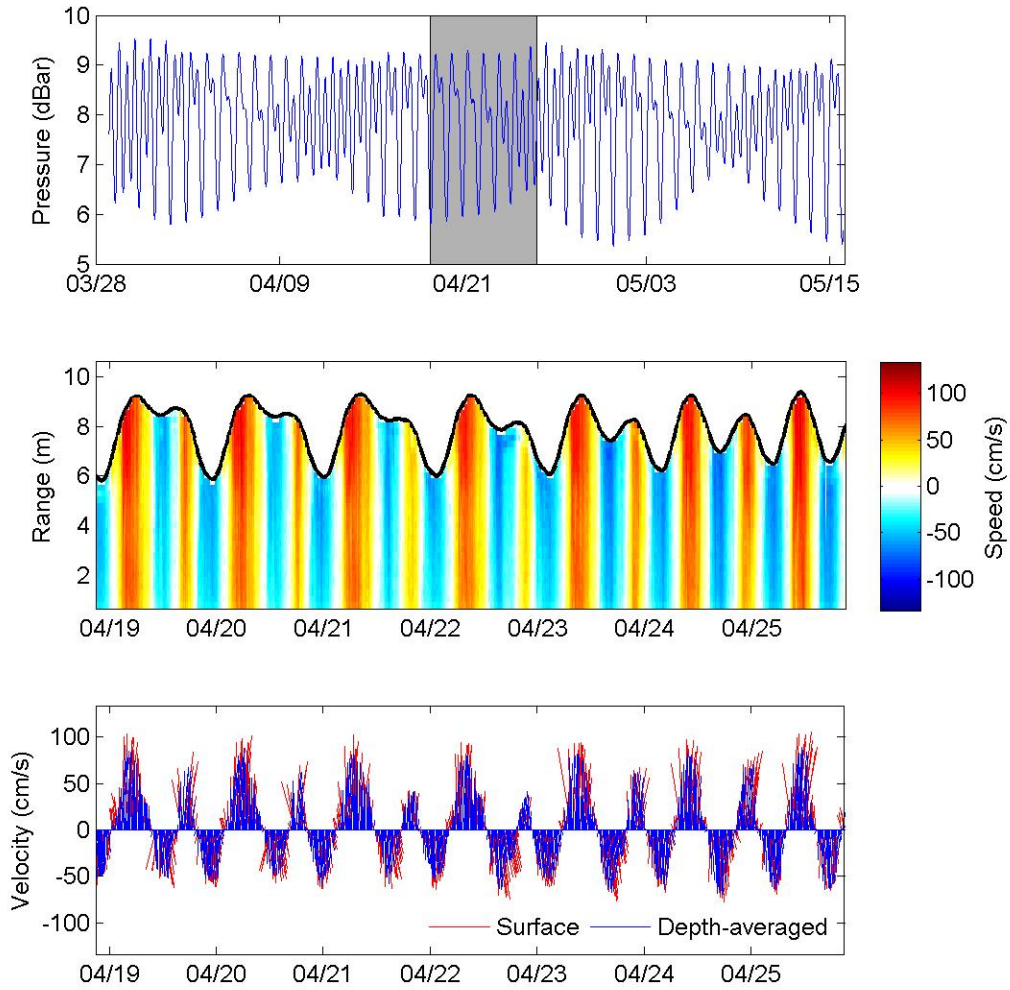 10
9
8
7
6
5
Pressure (dBar)
03/28 04/09 04/21 05/03 05/15
10
8
6
4
2
Range (m)
04/19 04/20 04/21 04/22 04/23 04/24 04/25
100
50
0
-50
-100
Speed (cm/s)
100
50
0
-50
-100
Velocity (cm/s)
Surface Depth-averaged
04/19 04/20 04/21 04/22 04/23 04/24 04/25